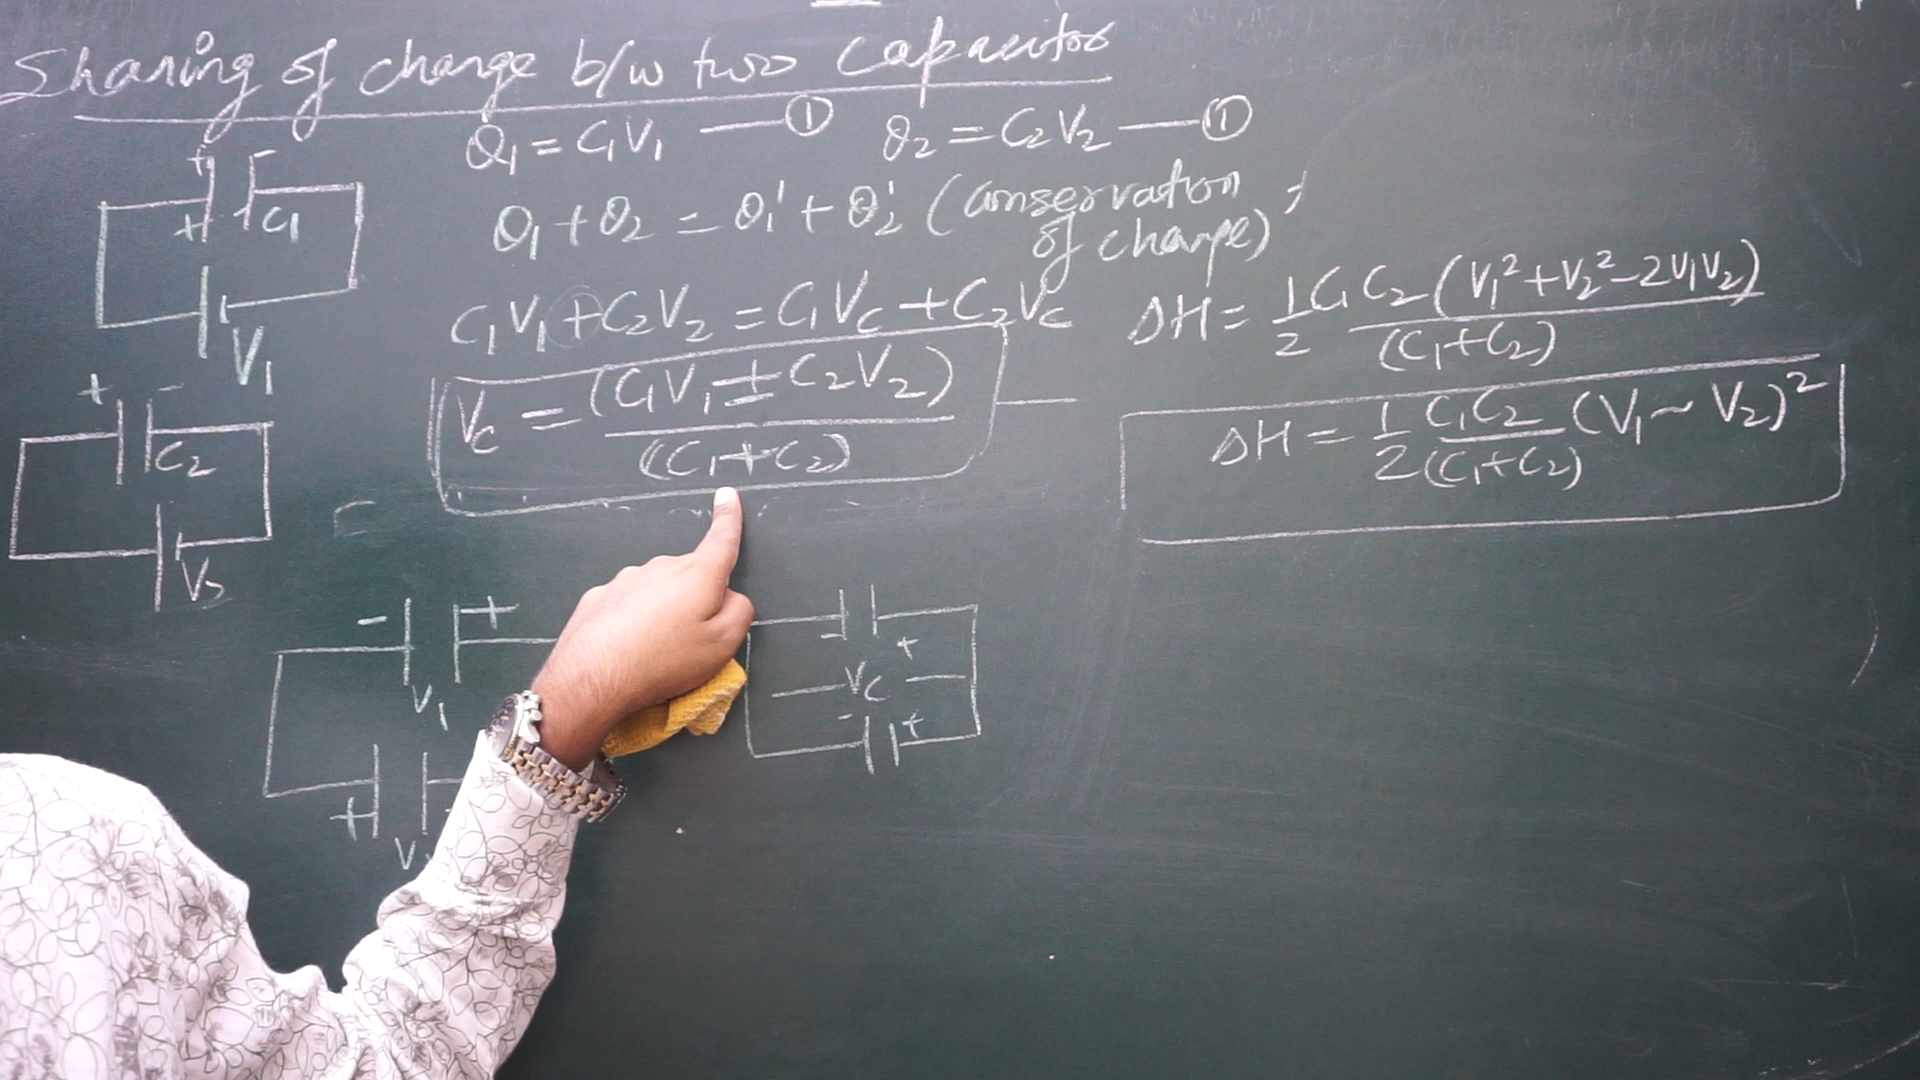 Sharing of charge b/w two capacitor
Q₁ = C₁V₁ —— ① Q₂ = C₂V₂ —— ①
Q₁ + Q₂ = Q₁' + Q₂' (conservation of charge)
C₁V₁ + C₂V₂ = C₁Vc + C₂Vc
Vc = (C₁V₁ ± C₂V₂) / (C₁+C₂)
ΔH = 1/2 C₁C₂ (V₁² + V₂² - 2V₁V₂) / (C₁+C₂)
ΔH = 1/2 C₁C₂/(C₁+C₂) (V₁ ~ V₂)²
+ -
+ C₁
V₁
+ -
C₂
V₂
- +
V₁
+
V
- +
Vc
- +